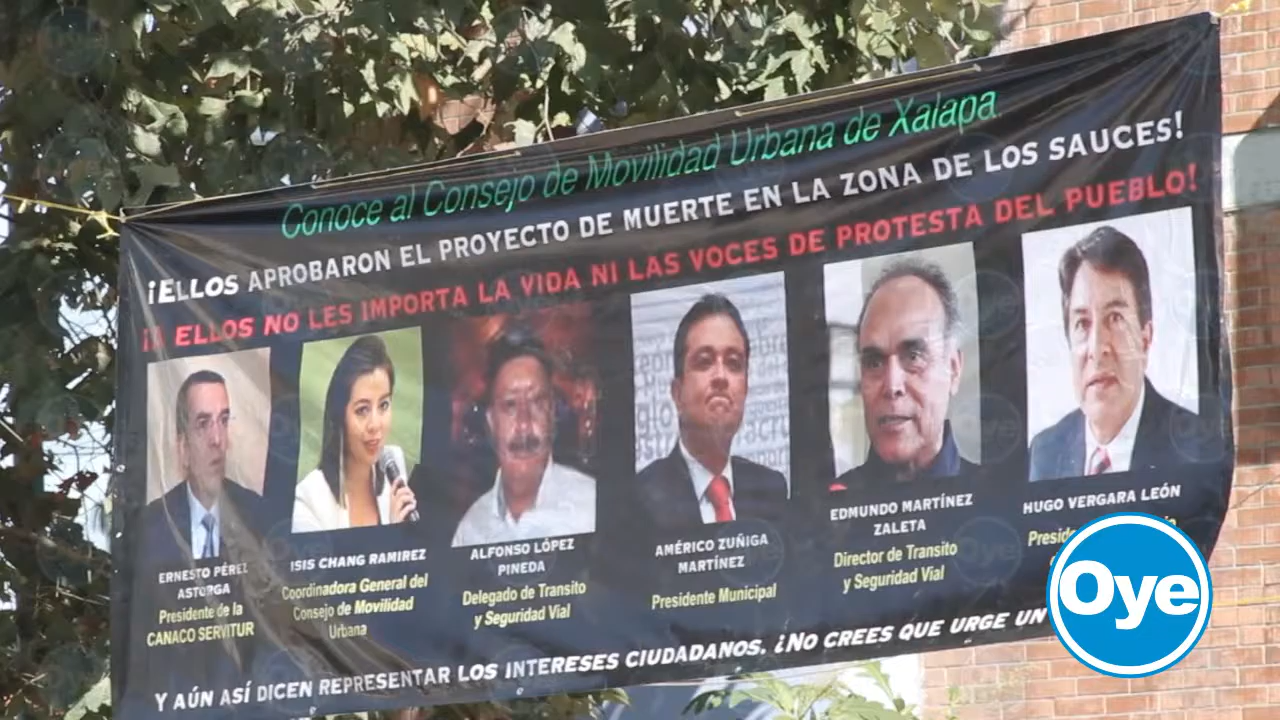 Conoce al Consejo de Movilidad Urbana de Xalapa
¡ELLOS APROBARON EL PROYECTO DE MUERTE EN LA ZONA DE LOS SAUCES!
¡A ELLOS NO LES IMPORTA LA VIDA NI LAS VOCES DE PROTESTA DEL PUEBLO!
ERNESTO PÉREZ
ASTORGA
Presidente de la
CANACO SERVITUR
ISIS CHANG RAMIREZ
Coordinadora General del
Consejo de Movilidad
Urbana
ALFONSO LÓPEZ
PINEDA
Delegado de Transito
y Seguridad Vial
AMÉRICO ZUÑIGA
MARTÍNEZ
Presidente Municipal
EDMUNDO MARTÍNEZ
ZALETA
Director de Transito
y Seguridad Vial
HUGO VERGARA LEÓN
Y AÚN ASÍ DICEN REPRESENTAR LOS INTERESES CIUDADANOS. ¿NO CREES QUE URGE UN
Oye